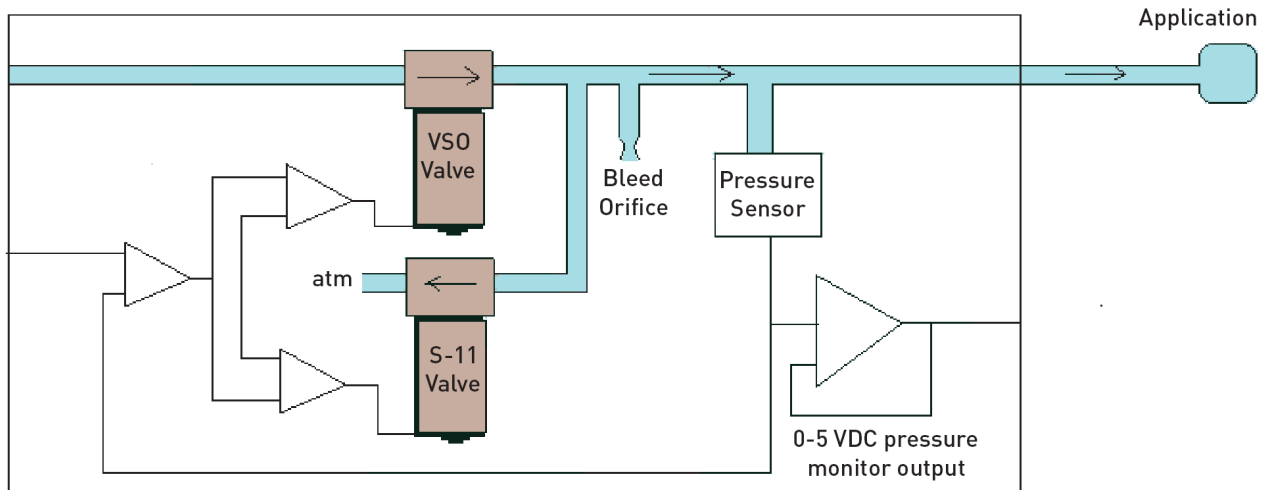 Application
VSO
Valve
Bleed
Orifice
Pressure
Sensor
atm
S-11
Valve
0-5 VDC pressure
monitor output